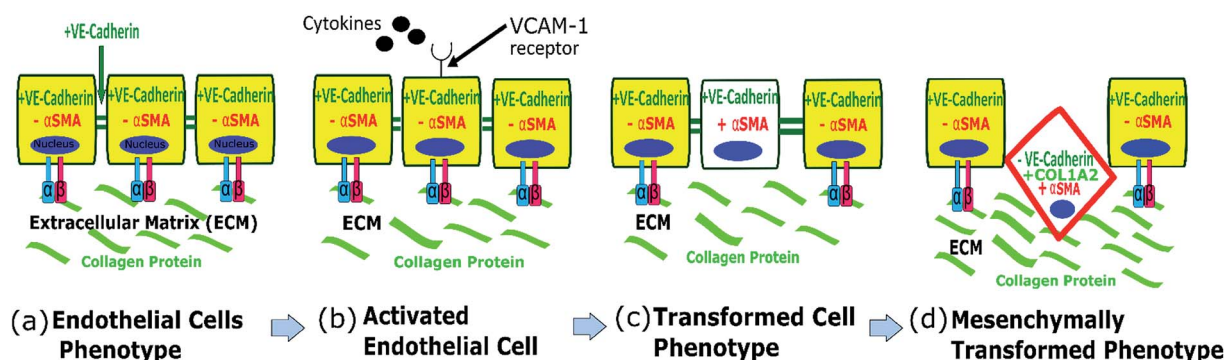 +VE-Cadherin
+VE-Cadherin
+VE-Cadherin
+VE-Cadherin
- αSMA
- αSMA
- αSMA
Nucleus
Nucleus
Nucleus
α β
α β
α β
Extracellular Matrix (ECM)
Collagen Protein
(a) Endothelial Cells
Phenotype
Cytokines
VCAM-1
receptor
+VE-Cadherin
+VE-Cadherin
+VE-Cadherin
- αSMA
- αSMA
- αSMA
α β
α β
α β
ECM
Collagen Protein
(b) Activated
Endothelial Cell
+VE-Cadherin
+VE-Cadherin
+VE-Cadherin
- αSMA
+ αSMA
- αSMA
α β
α β
ECM
Collagen Protein
(c) Transformed Cell
Phenotype
+VE-Cadherin
+VE-Cadherin
- αSMA
- αSMA
- VE-Cadherin
+COL1A2
+ αSMA
α β
α β
ECM
Collagen Protein
(d) Mesenchymally
Transformed Phenotype